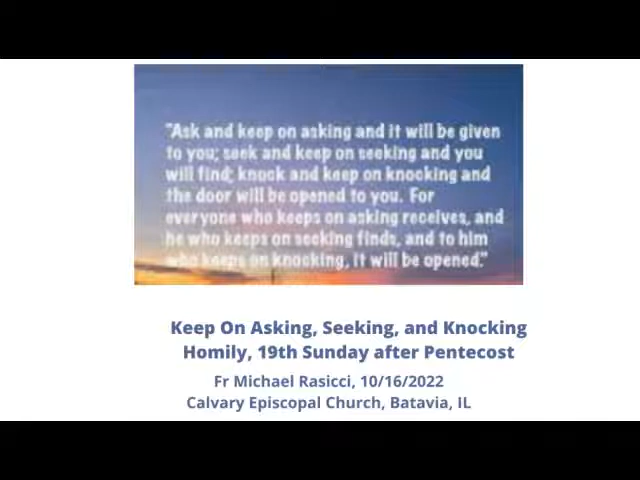 "Ask and keep on asking and it will be given
to you; seek and keep on seeking and you
will find; knock and keep on knocking and
the door will be opened to you. For
everyone who keeps on asking receives, and
he who keeps on seeking finds, and to him
who keeps on knocking, it will be opened."
Keep On Asking, Seeking, and Knocking
Homily, 19th Sunday after Pentecost
Fr Michael Rasicci, 10/16/2022
Calvary Episcopal Church, Batavia, IL